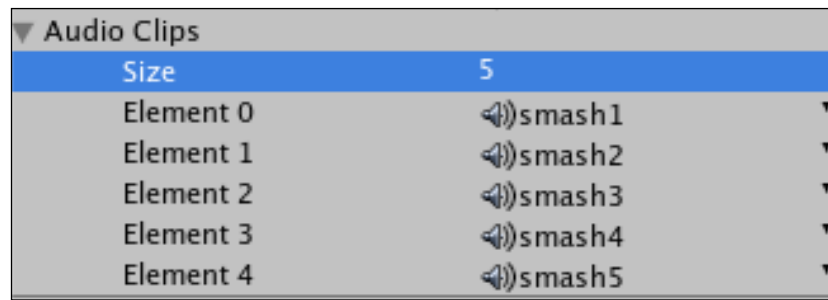 Audio Clips
Size 5
Element 0 smash1
Element 1 smash2
Element 2 smash3
Element 3 smash4
Element 4 smash5